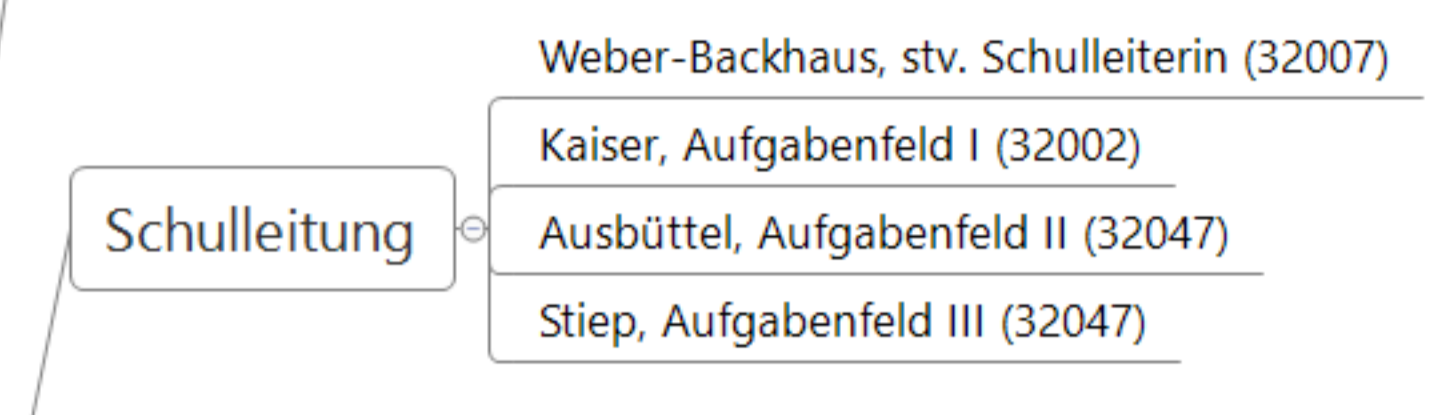 Weber-Backhaus, stv. Schulleiterin (32007)
Kaiser, Aufgabenfeld I (32002)
Schulleitung
Ausbüttel, Aufgabenfeld II (32047)
Stiep, Aufgabenfeld III (32047)